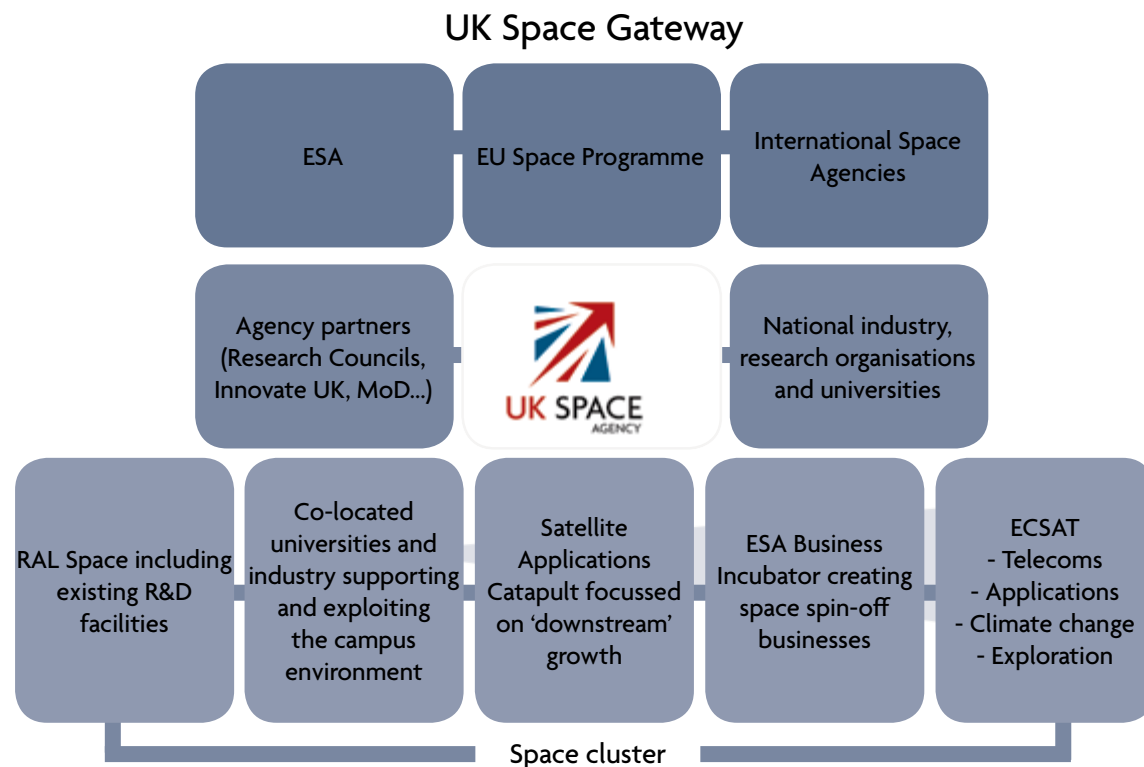 UK Space Gateway
ESA
EU Space Programme
International Space
Agencies
Agency partners
(Research Councils,
Innovate UK, MoD...)
UK SPACE
AGENCY
National industry,
research organisations
and universities
RAL Space including
existing R&D
facilities
Co-located
universities and
industry supporting
and exploiting
the campus
environment
Satellite
Applications
Catapult focussed
on ‘downstream’
growth
ESA Business
Incubator creating
space spin-off
businesses
ECSAT
- Telecoms
- Applications
- Climate change
- Exploration
Space cluster